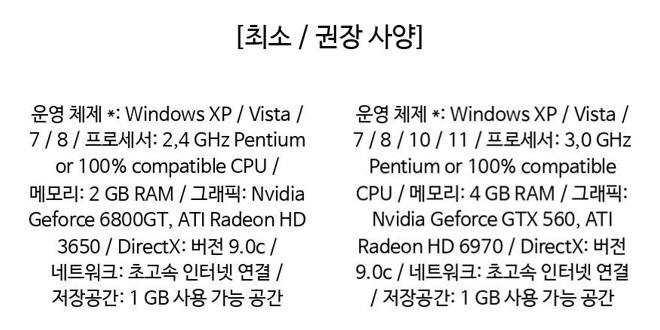 [최소 / 권장 사양]
운영 체제 *: Windows XP / Vista /
7 / 8 / 프로세서: 2,4 GHz Pentium
or 100% compatible CPU /
메모리: 2 GB RAM / 그래픽: Nvidia
Geforce 6800GT, ATI Radeon HD
3650 / DirectX: 버전 9.0c /
네트워크: 초고속 인터넷 연결 /
저장공간: 1 GB 사용 가능 공간
운영 체제 *: Windows XP / Vista /
7 / 8 / 10 / 11 / 프로세서: 3,0 GHz
Pentium or 100% compatible
CPU / 메모리: 4 GB RAM / 그래픽:
Nvidia Geforce GTX 560, ATI
Radeon HD 6970 / DirectX: 버전
9.0c / 네트워크: 초고속 인터넷 연결
/ 저장공간: 1 GB 사용 가능 공간